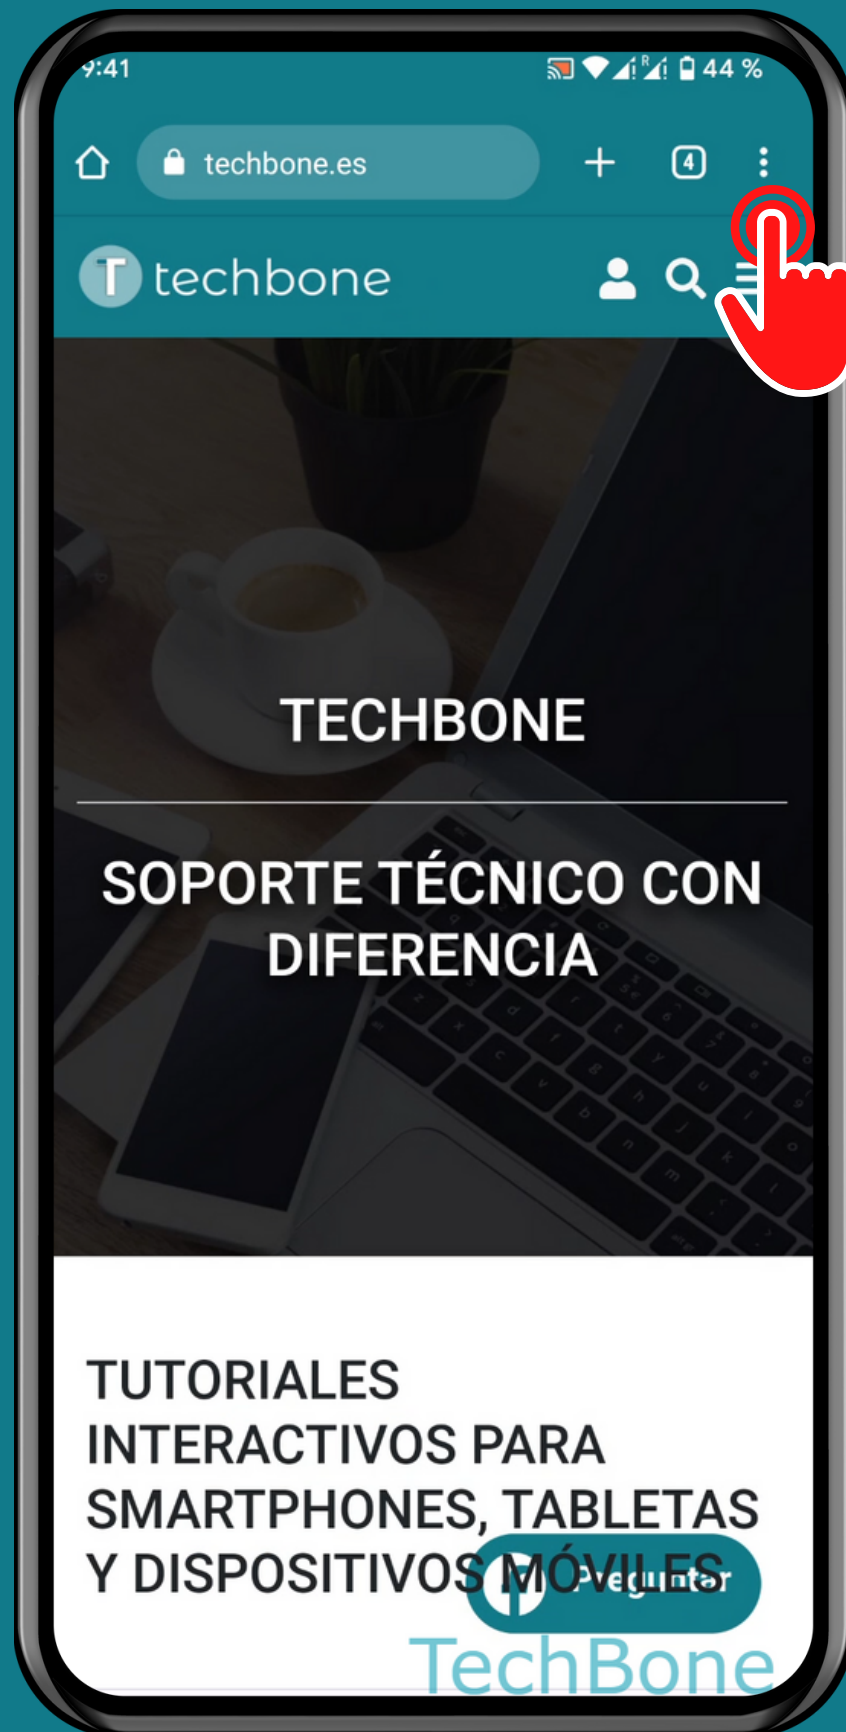 9:41
R
44 %
techbone.es
4
T techbone
TECHBONE
SOPORTE TÉCNICO CON
DIFERENCIA
TUTORIALES
INTERACTIVOS PARA
SMARTPHONES, TABLETAS
Y DISPOSITIVOS MÓVILES
Preguntar
TechBone